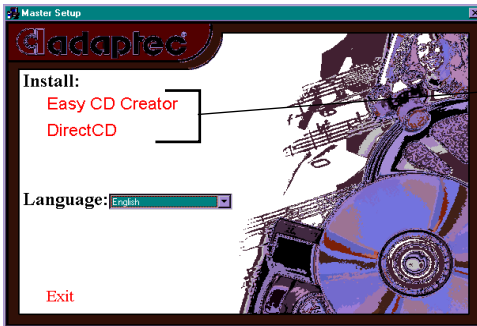 Master Setup
adaptec
Install:
Easy CD Creator
DirectCD
Language: English
Exit